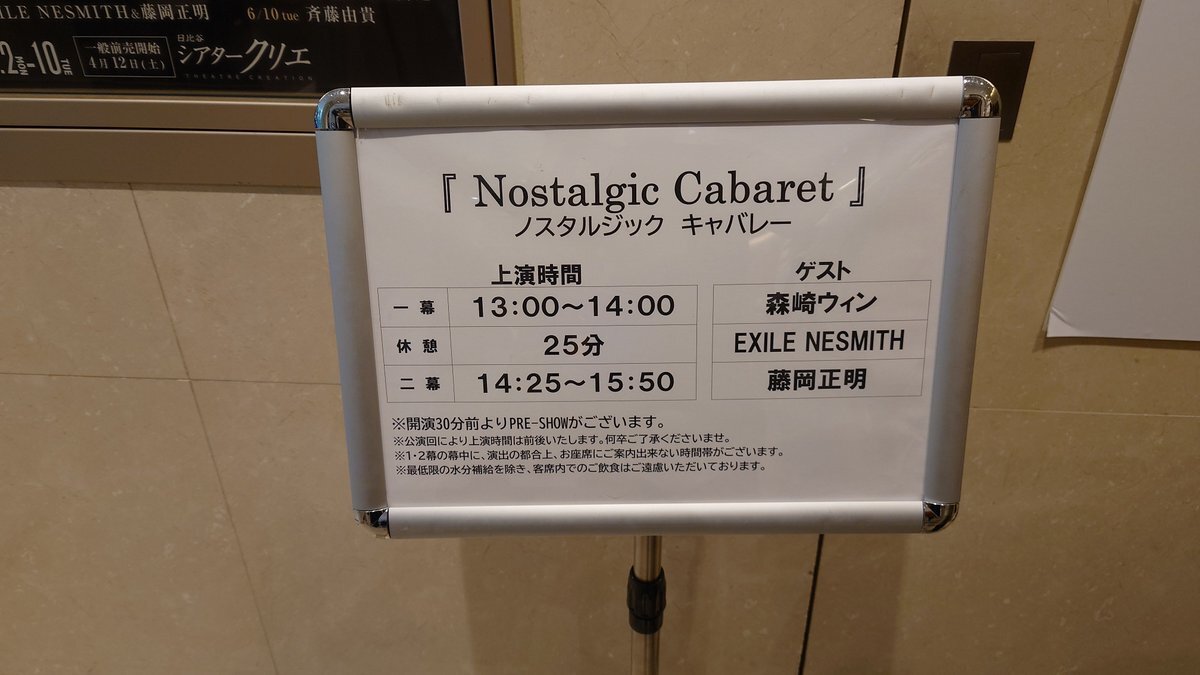 ILE NESMITH&藤岡正明 6/10 tue 斉藤由貴
.2MON-10TUE 一般前売開始 4月12日(土) 日比谷 シアタークリエ
THEATRE CREATION
『 Nostalgic Cabaret 』
ノスタルジック キャバレー
上演時間 ゲスト
一幕 13:00～14:00 森崎ウィン
休憩 25分 EXILE NESMITH
二幕 14:25～15:50 藤岡正明
※開演30分前よりPRE-SHOWがございます。
※公演回により上演時間は前後いたします。何卒ご了承くださいませ。
※1・2幕の幕中に、演出の都合上、お座席にご案内出来ない時間帯がございます。
※最低限の水分補給を除き、客席内でのご飲食はご遠慮いただいております。